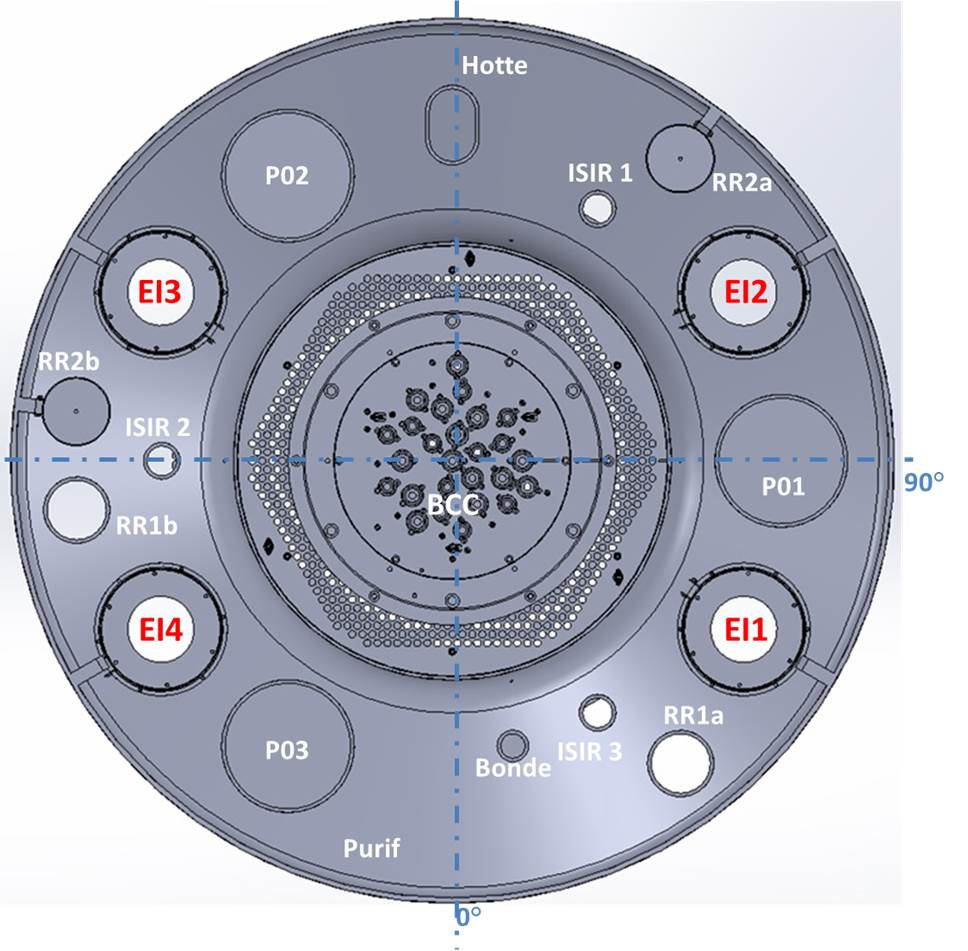 Hotte
ISIR 1
P02
RR2a
EI3
EI2
RR2b
ISIR 2
90°
P01
BCC
RR1b
EI4
EI1
RR1a
P03
ISIR 3
Bonde
Purif
0°